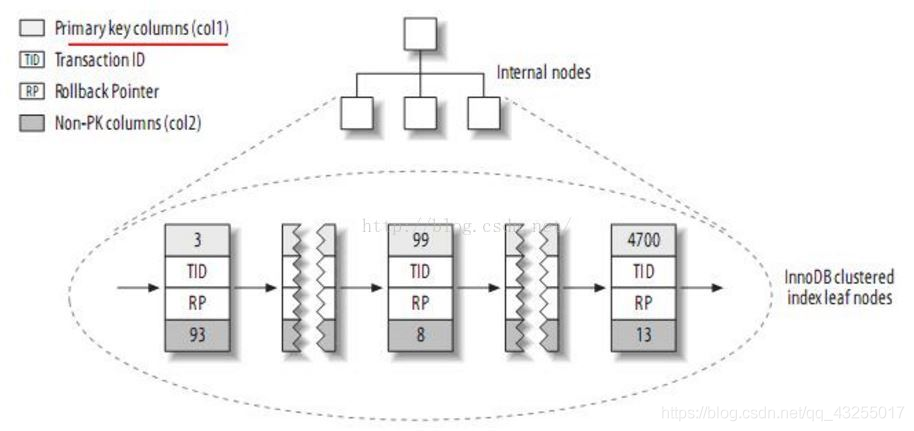 Primary key columns (col1)
TID Transaction ID
RP Rollback Pointer
Non-PK columns (col2)
Internal nodes
http://blog.csdn.net/
3 99 4700
TID TID TID
RP RP RP
93 8 13
InnoDB clustered
index leaf nodes
https://blog.csdn.net/qq_43255017